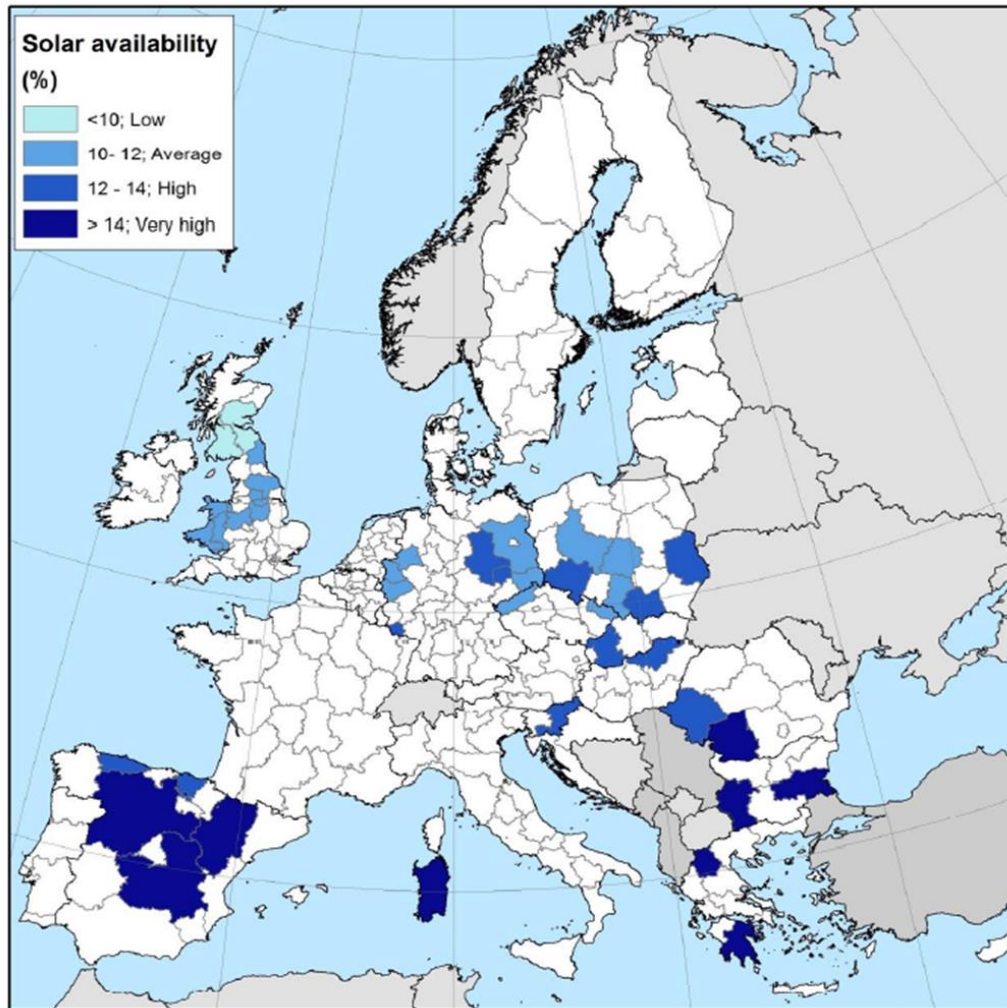 Solar availability
(%)
<10; Low
10- 12; Average
12 - 14; High
> 14; Very high